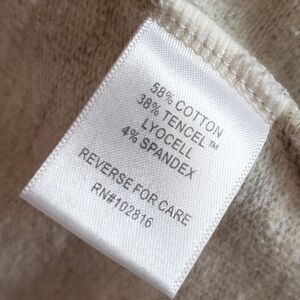 58% COTTON
38% TENCEL™
LYOCELL
4% SPANDEX
REVERSE FOR CARE
RN#102816